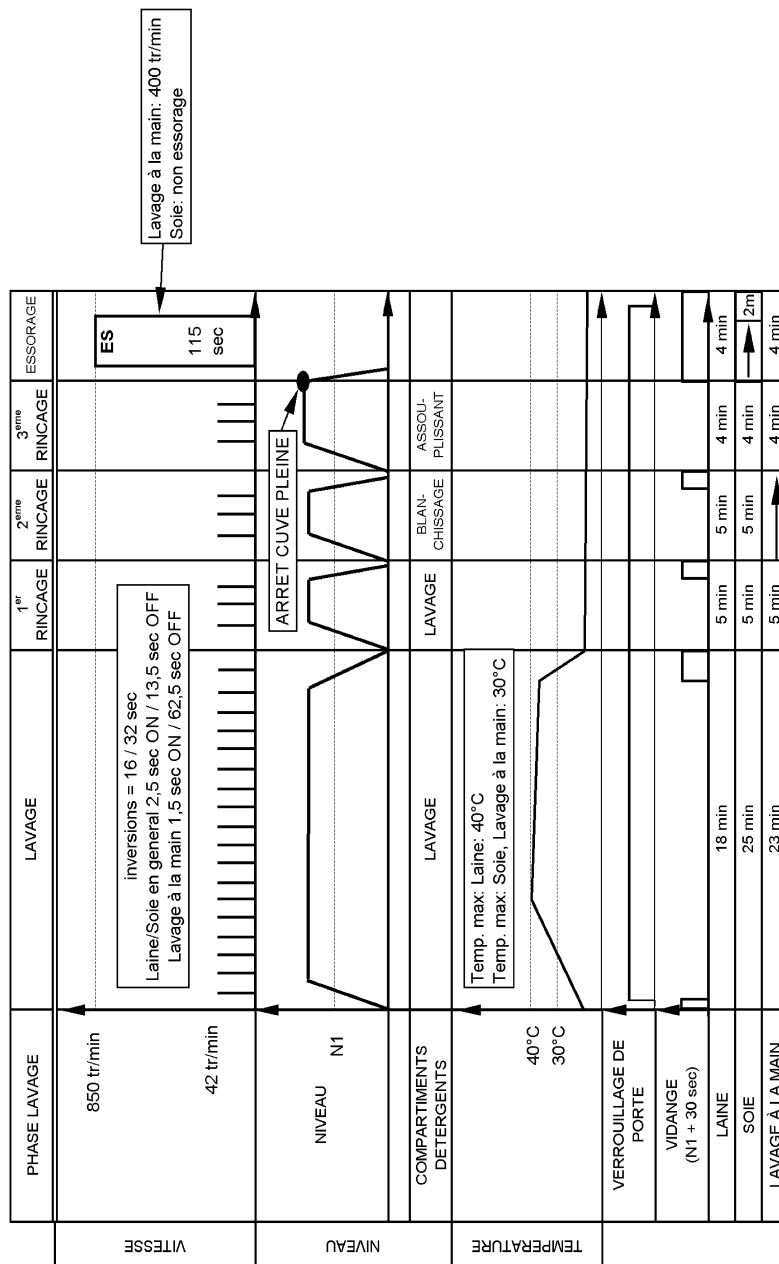 PHASE LAVAGE
LAVAGE
1er RINCAGE
2eme RINCAGE
3eme RINCAGE
ESSORAGE
VITESSE
850 tr/min
42 tr/min
inversions = 16 / 32 sec
Laine/Soie en general 2,5 sec ON / 13,5 sec OFF
Lavage à la main 1,5 sec ON / 62,5 sec OFF
ES
115
sec
Lavage à la main: 400 tr/min
Soie: non essorage
NIVEAU
NIVEAU
N1
ARRET CUVE PLEINE
COMPARTIMENTS
DETERGENTS
LAVAGE
LAVAGE
BLAN-
CHISSAGE
ASSOU-
PLISSANT
TEMPERATURE
40°C
30°C
Temp. max: Laine: 40°C
Temp. max: Soie, Lavage à la main: 30°C
VERROUILLAGE DE
PORTE
VIDANGE
(N1 + 30 sec)
LAINE
18 min
5 min
5 min
4 min
4 min
SOIE
25 min
5 min
5 min
4 min
2m
LAVAGE À LA MAIN
23 min
5 min
4 min
4 min